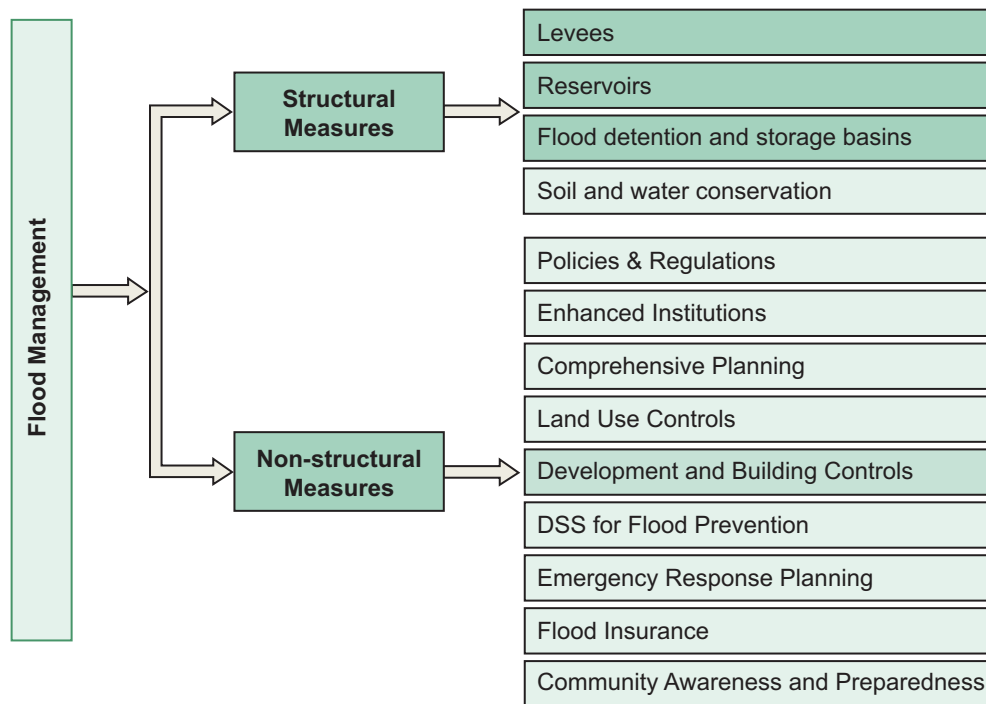 Flood Management
Structural
Measures
Levees
Reservoirs
Flood detention and storage basins
Soil and water conservation
Non-structural
Measures
Policies & Regulations
Enhanced Institutions
Comprehensive Planning
Land Use Controls
Development and Building Controls
DSS for Flood Prevention
Emergency Response Planning
Flood Insurance
Community Awareness and Preparedness